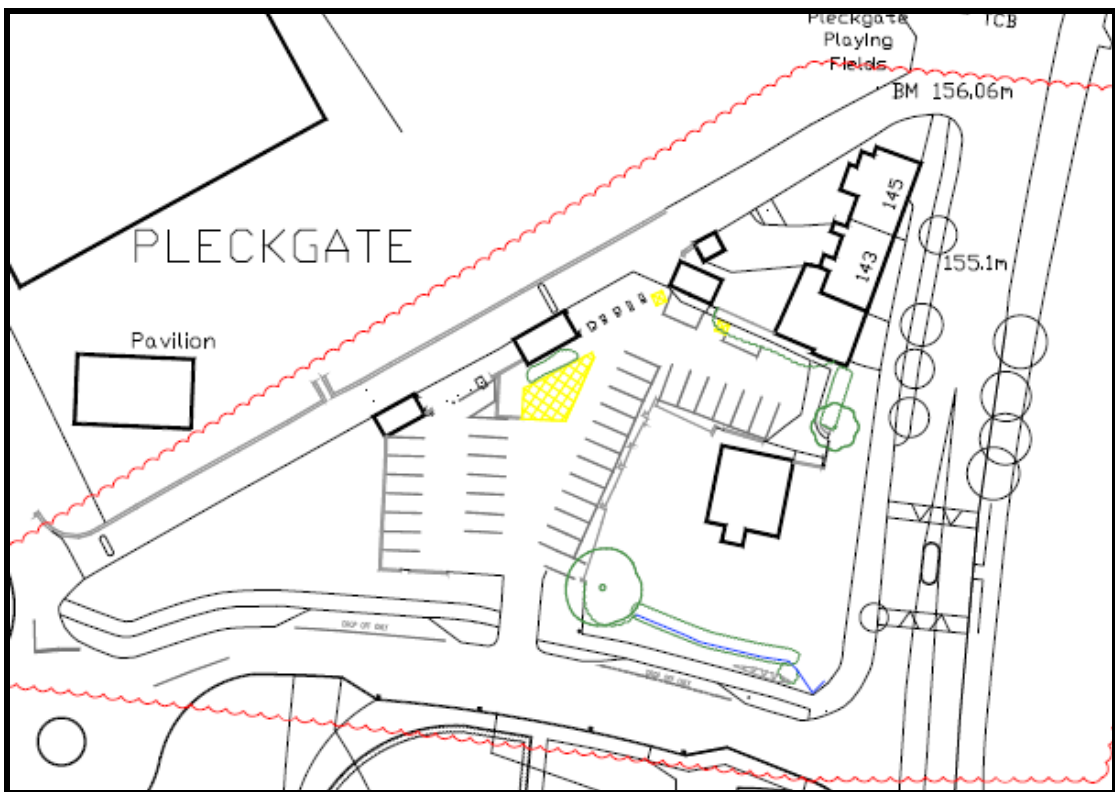 Pleckgate
Playing
Fields
TCB
BM 156.06m
145
143
155.1m
PLECKGATE
Pavilion
DROP OFF ONLY
DROP OFF ONLY